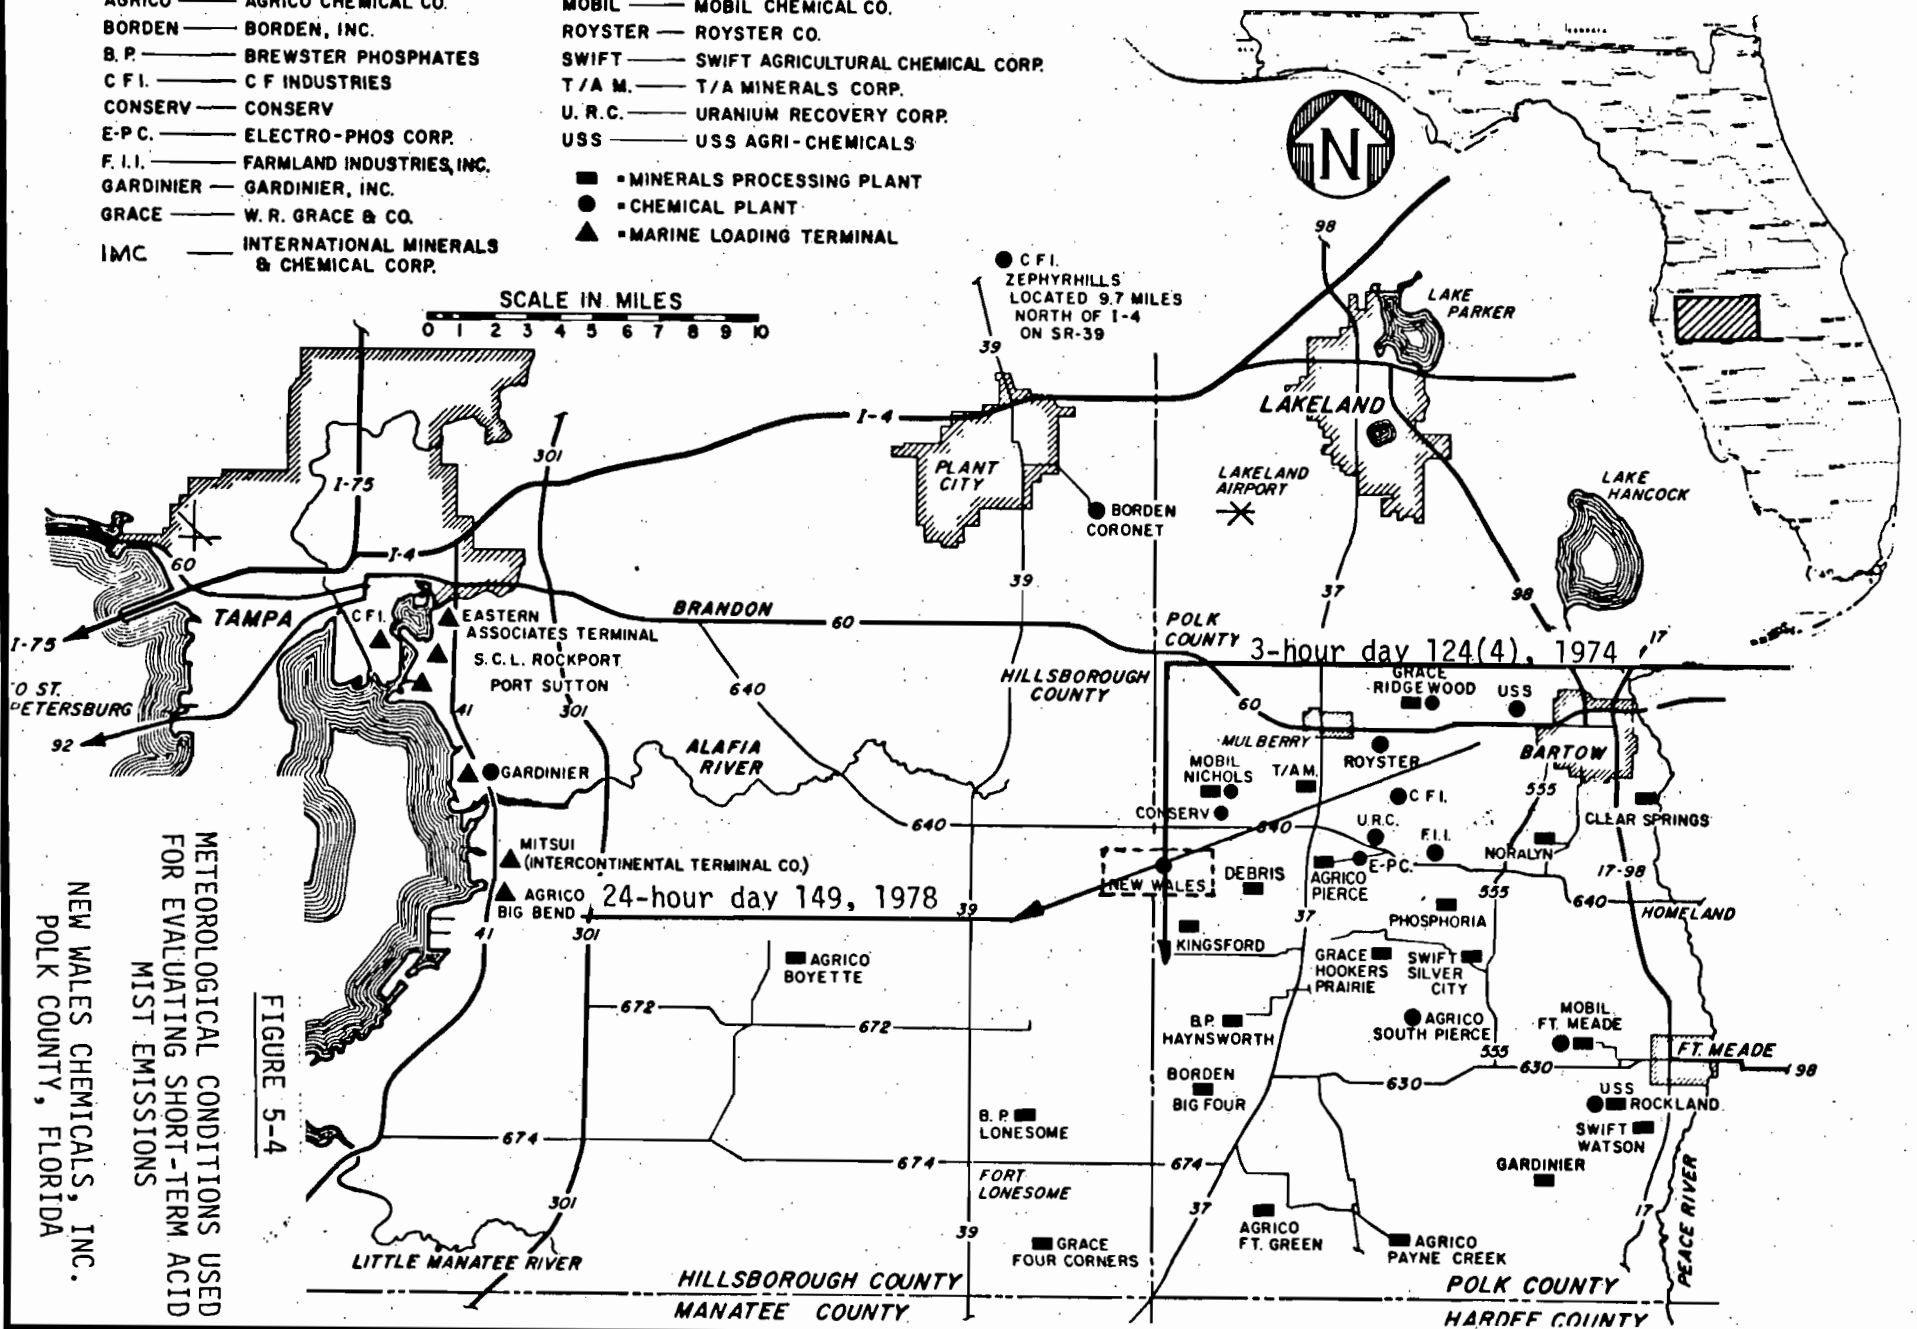 AGRICO —— AGRICO CHEMICAL CO.
BORDEN —— BORDEN, INC.
B. P. —— BREWSTER PHOSPHATES
C F I. —— C F INDUSTRIES
CONSERV —— CONSERV
E-P C. —— ELECTRO-PHOS CORP.
F. I. I. —— FARMLAND INDUSTRIES, INC.
GARDINIER — GARDINIER, INC.
GRACE —— W. R. GRACE & CO.
IMC — INTERNATIONAL MINERALS
& CHEMICAL CORP.
MOBIL —— MOBIL CHEMICAL CO.
ROYSTER — ROYSTER CO.
SWIFT —— SWIFT AGRICULTURAL CHEMICAL CORP.
T/A M. —— T/A MINERALS CORP.
U. R.C. —— URANIUM RECOVERY CORP.
USS —— USS AGRI-CHEMICALS
■ = MINERALS PROCESSING PLANT
● = CHEMICAL PLANT
▲ = MARINE LOADING TERMINAL
SCALE IN MILES
0 1 2 3 4 5 6 7 8 9 10
N
C F I.
ZEPHYRHILLS
LOCATED 9.7 MILES
NORTH OF I-4
ON SR-39
39
98
LAKE
PARKER
LAKELAND
I-4
301
I-75
PLANT
CITY
LAKELAND
AIRPORT
BORDEN
CORONET
LAKE
HANCOCK
60
I-4
39
37
98
TAMPA
C F I.
EASTERN
ASSOCIATES TERMINAL
S.C.L. ROCKPORT
PORT SUTTON
BRANDON
60
POLK
COUNTY
HILLSBOROUGH
COUNTY
3-hour day 124(4), 1974
17
I-75
O ST.
PETERSBURG
92
640
41
301
60
GRACE
RIDGEWOOD
USS
MULBERRY
BARTOW
ALAFIA
RIVER
GARDINIER
MOBIL
NICHOLS
T/A M.
ROYSTER
C F I.
555
CONSERV
CLEAR SPRINGS
640
640
U.R.C.
F.I.I.
NORALYN
E-P C.
17-98
MITSUI
(INTERCONTINENTAL TERMINAL CO.)
AGRICO
BIG BEND
24-hour day 149, 1978
39
NEW WALES
DEBRIS
AGRICO
PIERCE
555
640
HOMELAND
37
PHOSPHORIA
41
301
KINGSFORD
AGRICO
BOYETTE
GRACE
HOOKERS
PRAIRIE
SWIFT
SILVER
CITY
672
672
B.P.
HAYNSWORTH
AGRICO
SOUTH PIERCE
MOBIL
FT. MEADE
555
FT. MEADE
98
BORDEN
BIG FOUR
630
630
USS
ROCKLAND
B. P.
LONESOME
SWIFT
WATSON
674
674
674
FORT
LONESOME
GARDINIER
301
37
17
PEACE RIVER
39
AGRICO
FT. GREEN
AGRICO
PAYNE CREEK
GRACE
FOUR CORNERS
LITTLE MANATEE RIVER
HILLSBOROUGH COUNTY
MANATEE COUNTY
POLK COUNTY
HARDEE COUNTY
FIGURE 5-4
METEOROLOGICAL CONDITIONS USED
FOR EVALUATING SHORT-TERM ACID
MIST EMISSIONS
NEW WALES CHEMICALS, INC.
POLK COUNTY, FLORIDA